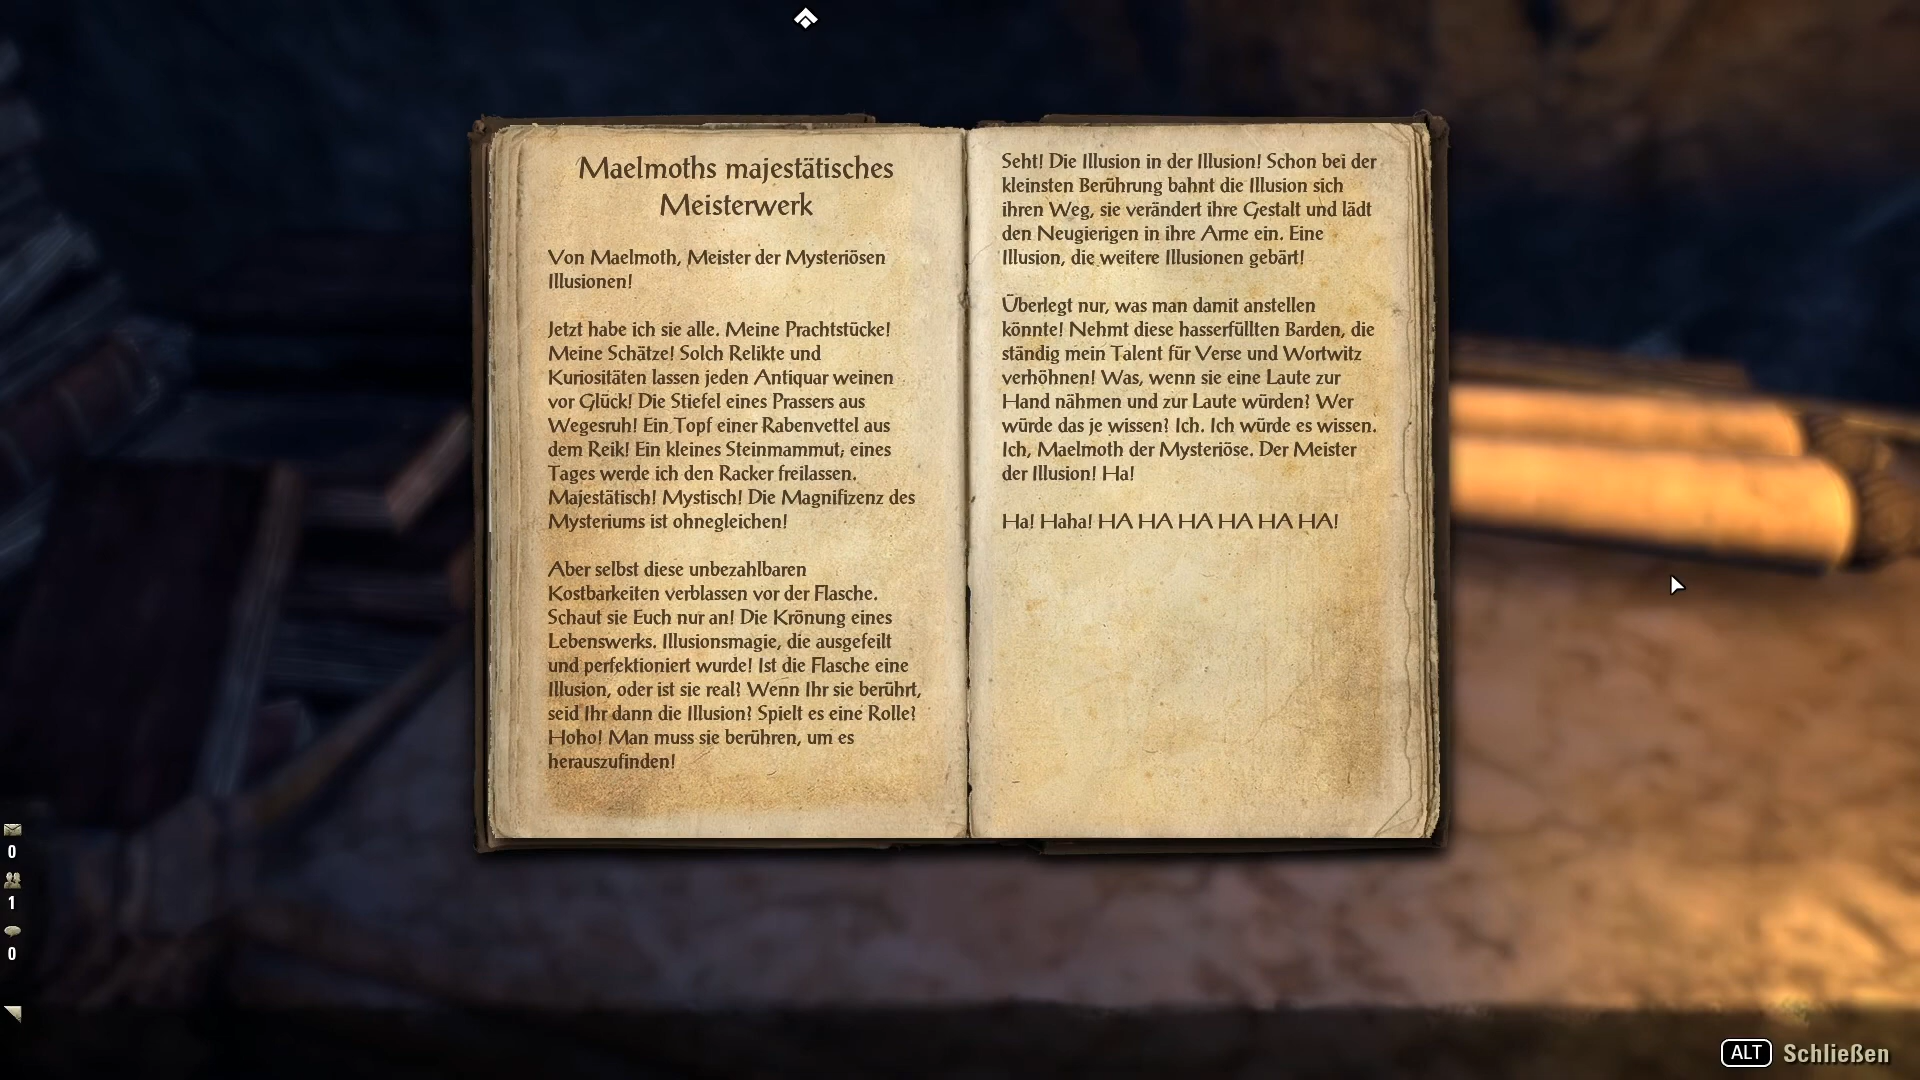 Maelmoths majestätisches
Meisterwerk
Von Maelmoth, Meister der Mysteriösen
Illusionen!
Jetzt habe ich sie alle. Meine Prachtstücke!
Meine Schätze! Solch Relikte und
Kuriositäten lassen jeden Antiquar weinen
vor Glück! Die Stiefel eines Prassers aus
Wegesruh! Ein Topf einer Rabenvettel aus
dem Reik! Ein kleines Steinmammut; eines
Tages werde ich den Racker freilassen.
Majestätisch! Mystisch! Die Magnifizenz des
Mysteriums ist ohnegleichen!
Aber selbst diese unbezahlbaren
Kostbarkeiten verblassen vor der Flasche.
Schaut sie Euch nur an! Die Krönung eines
Lebenswerks. Illusionsmagie, die ausgefeilt
und perfektioniert wurde! Ist die Flasche eine
Illusion, oder ist sie real? Wenn Ihr sie berührt,
seid Ihr dann die Illusion? Spielt es eine Rolle?
Hoho! Man muss sie berühren, um es
herauszufinden!
Seht! Die Illusion in der Illusion! Schon bei der
kleinsten Berührung bahnt die Illusion sich
ihren Weg, sie verändert ihre Gestalt und lädt
den Neugierigen in ihre Arme ein. Eine
Illusion, die weitere Illusionen gebärt!
Überlegt nur, was man damit anstellen
könnte! Nehmt diese hasserfüllten Barden, die
ständig mein Talent für Verse und Wortwitz
verhöhnen! Was, wenn sie eine Laute zur
Hand nähmen und zur Laute würden? Wer
würde das je wissen? Ich. Ich würde es wissen.
Ich, Maelmoth der Mysteriöse. Der Meister
der Illusion! Ha!
Ha! Haha! HA HA HA HA HA HA!
0
1
0
ALT Schließen